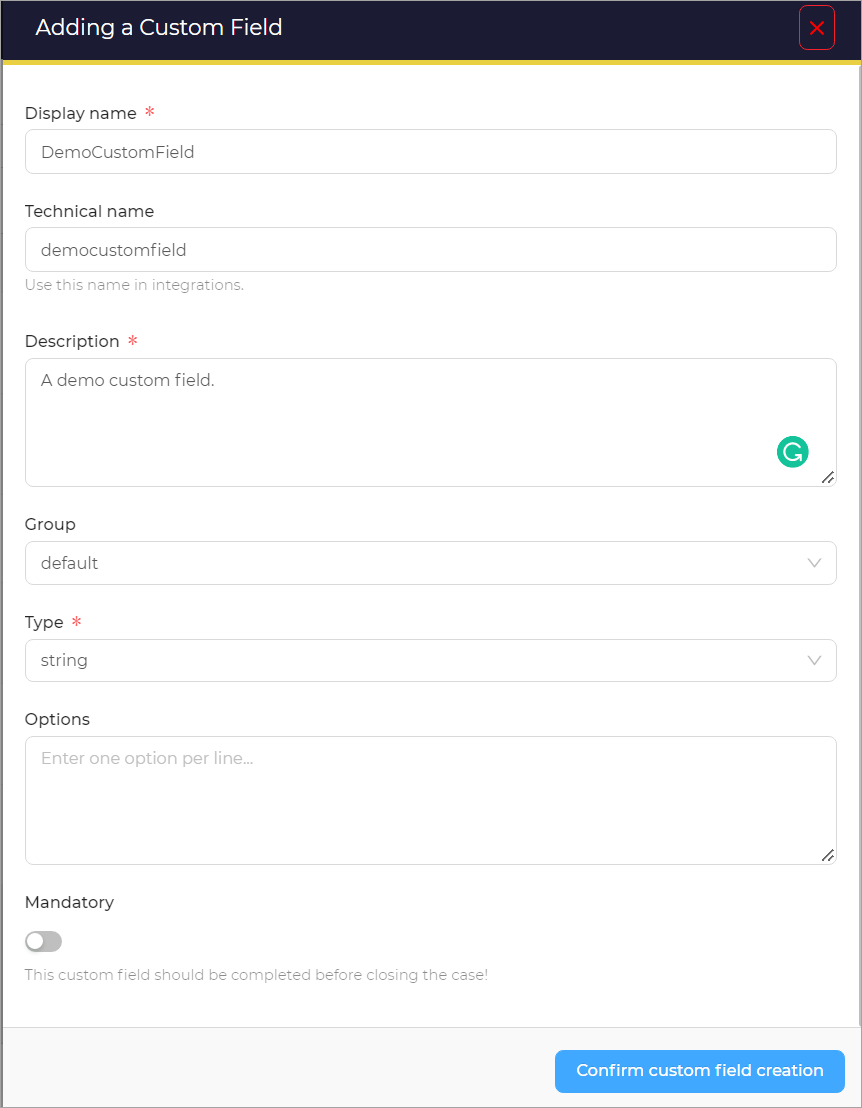 Adding a Custom Field
Display name *
DemoCustomField
Technical name
democustomfield
Use this name in integrations.
Description *
A demo custom field.
Group
default
Type *
string
Options
Enter one option per line...
Mandatory
This custom field should be completed before closing the case!
Confirm custom field creation